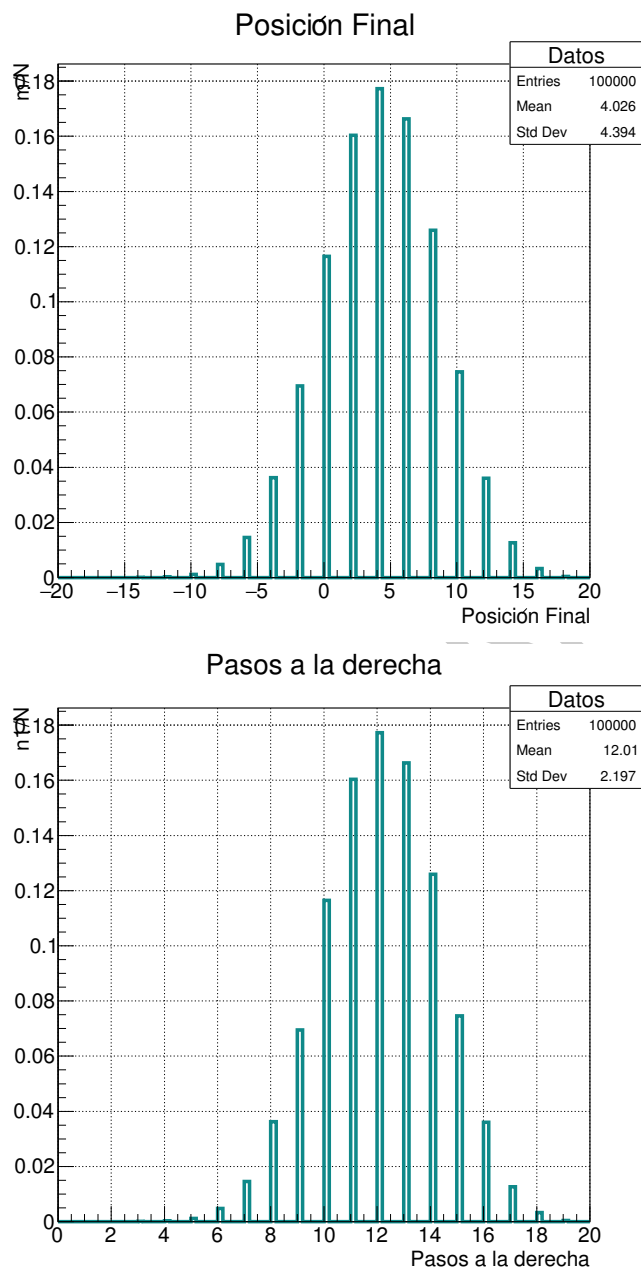 Posición Final
Datos
Entries 100000
Mean 4.026
Std Dev 4.394
m/N
0.18
0.16
0.14
0.12
0.1
0.08
0.06
0.04
0.02
0
−20 −15 −10 −5 0 5 10 15 20
Posición Final
Pasos a la derecha
Datos
Entries 100000
Mean 12.01
Std Dev 2.197
0.18
0.16
0.14
0.12
0.1
0.08
0.06
0.04
0.02
0
0 2 4 6 8 10 12 14 16 18 20
Pasos a la derecha